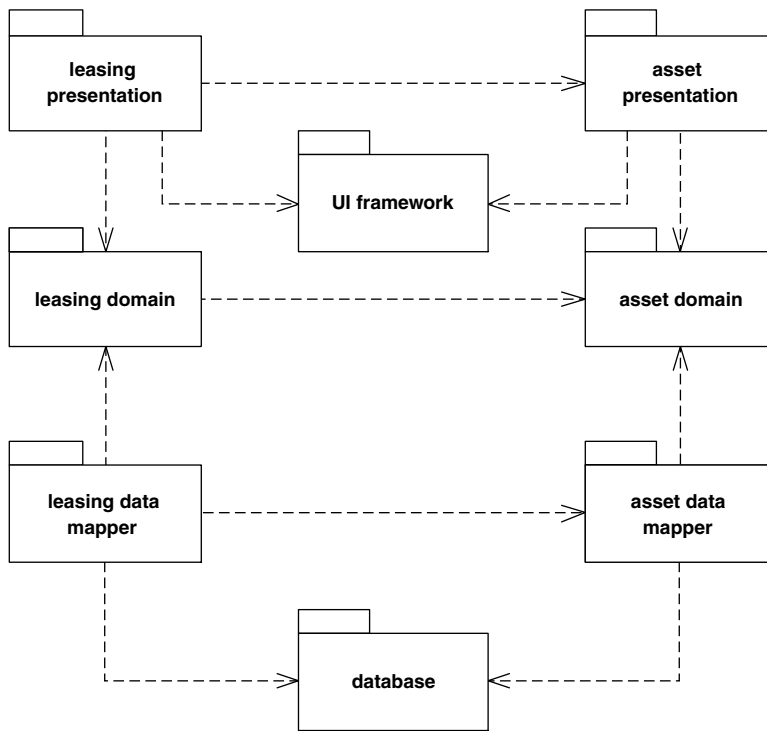 leasing
presentation
asset
presentation
UI framework
leasing domain
asset domain
leasing data
mapper
asset data
mapper
database